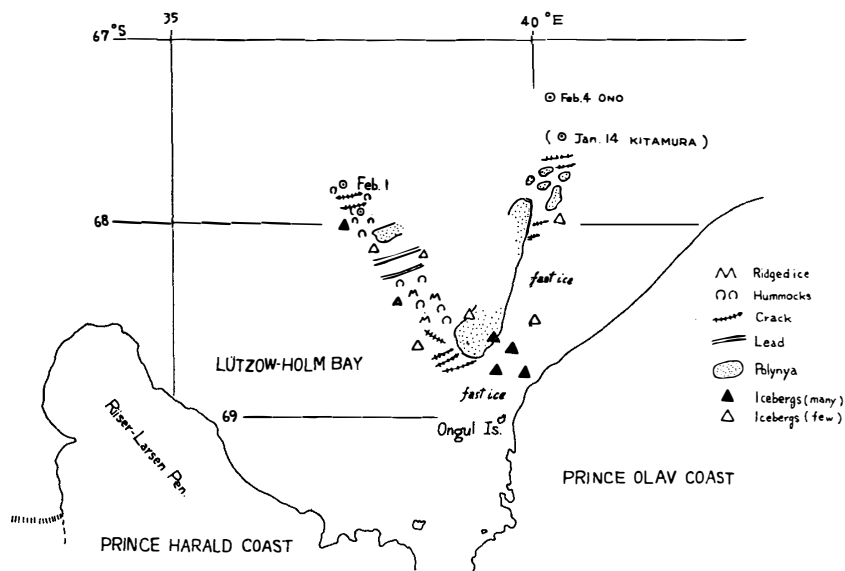 35
40°E
67°S
Feb. 4 ONO
( Jan. 14 KITAMURA )
Feb. 1
68
fast ice
Ridged ice
Hummocks
Crack
Lead
Polynya
Icebergs (many)
Icebergs (few)
LÜTZOW-HOLM BAY
fast ice
69
Ongul Is.
Riiser-Larsen Pen.
PRINCE OLAV COAST
PRINCE HARALD COAST